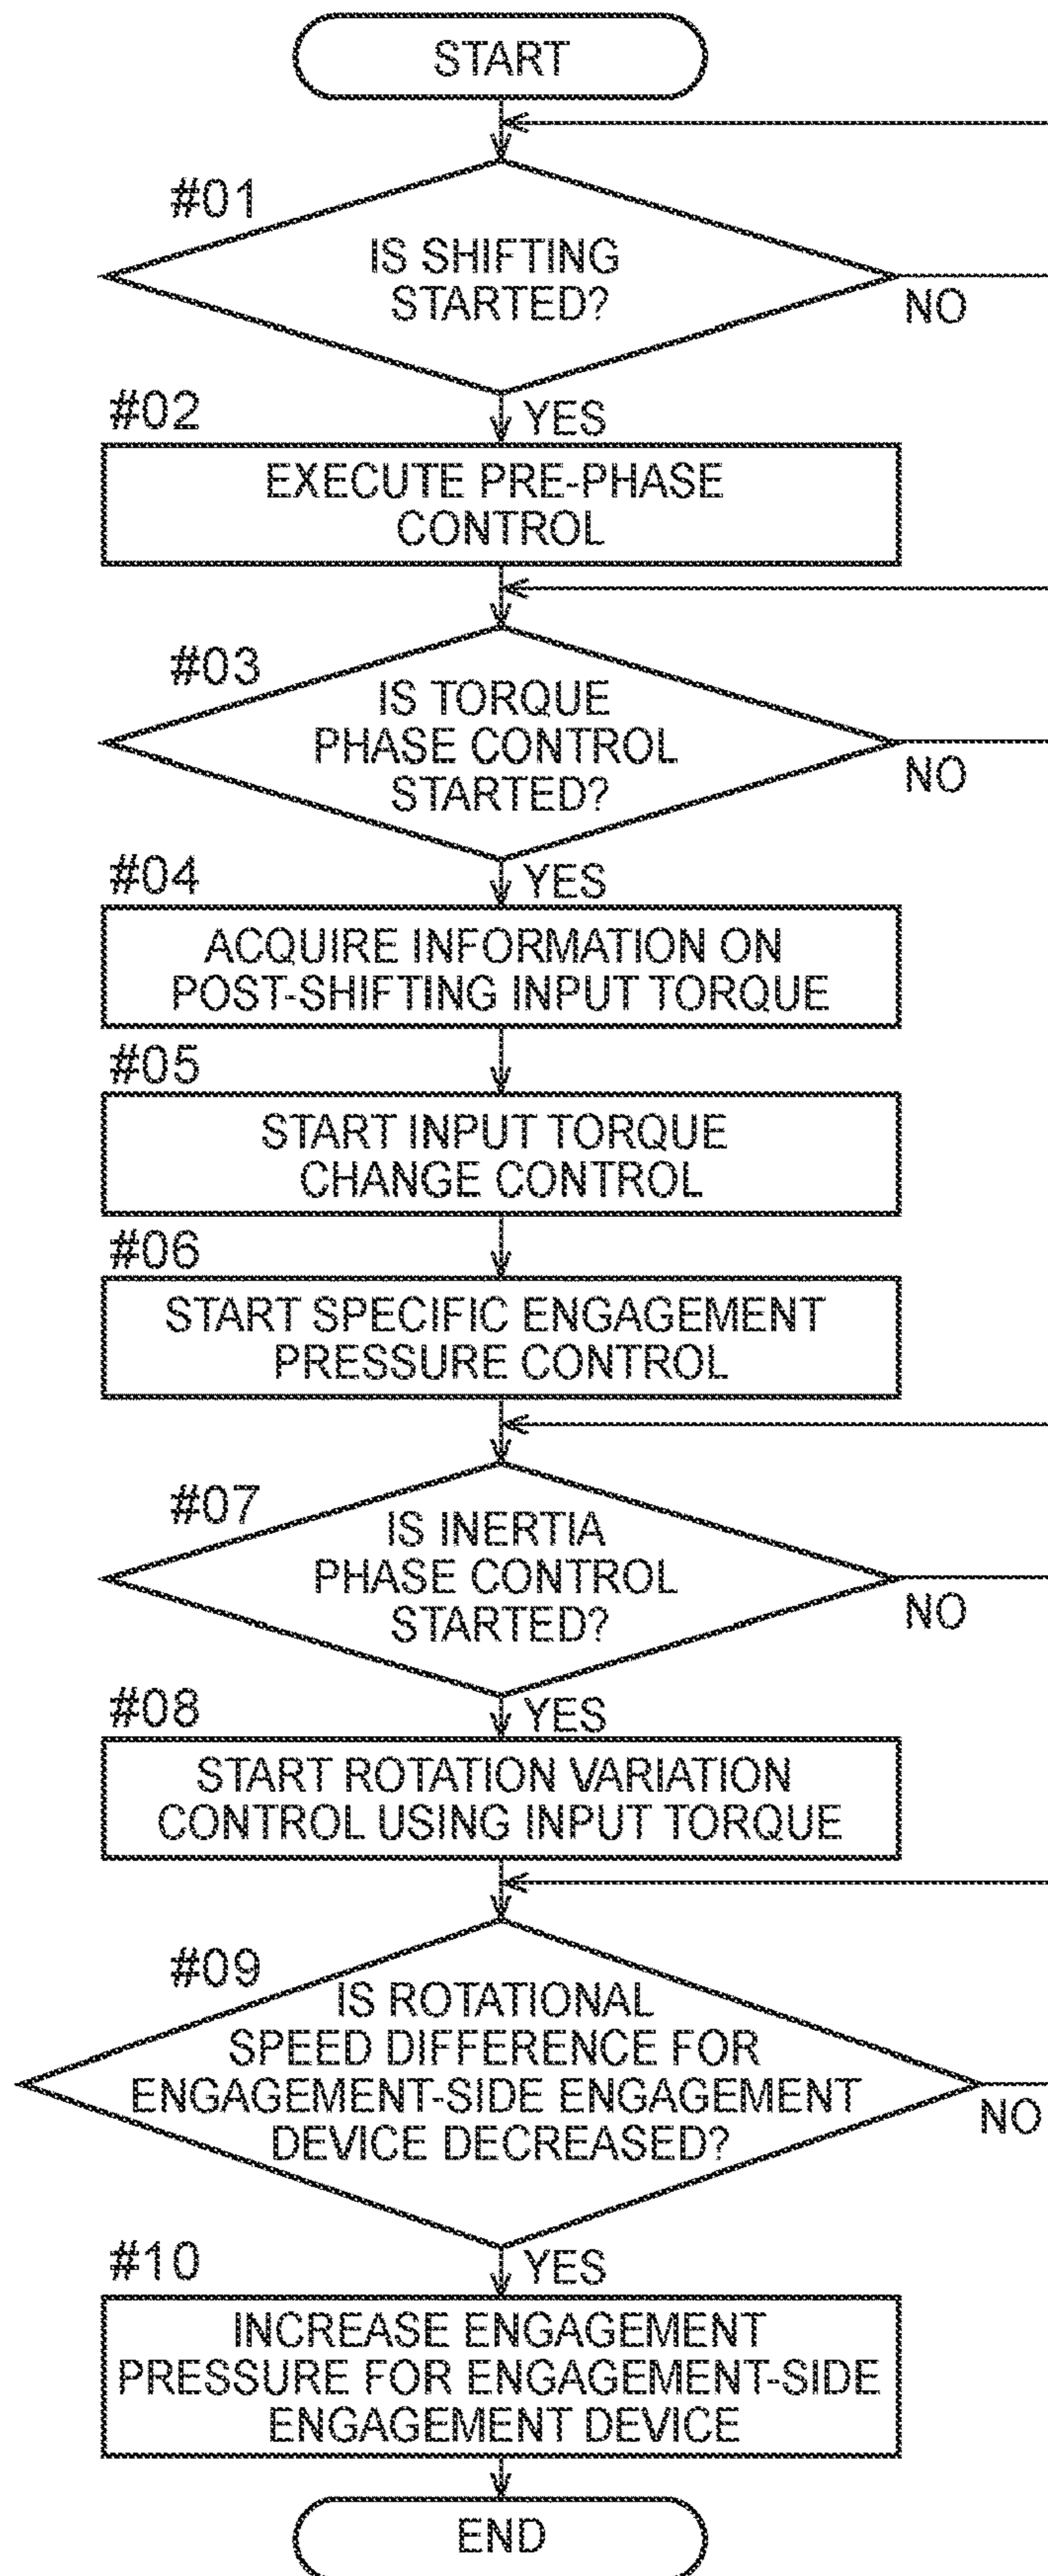 START
#01
IS SHIFTING
STARTED?
NO
YES
#02
EXECUTE PRE-PHASE
CONTROL
#03
IS TORQUE
PHASE CONTROL
STARTED?
NO
YES
#04
ACQUIRE INFORMATION ON
POST-SHIFTING INPUT TORQUE
#05
START INPUT TORQUE
CHANGE CONTROL
#06
START SPECIFIC ENGAGEMENT
PRESSURE CONTROL
#07
IS INERTIA
PHASE CONTROL
STARTED?
NO
YES
#08
START ROTATION VARIATION
CONTROL USING INPUT TORQUE
#09
IS ROTATIONAL
SPEED DIFFERENCE FOR
ENGAGEMENT-SIDE ENGAGEMENT
DEVICE DECREASED?
NO
YES
#10
INCREASE ENGAGEMENT
PRESSURE FOR ENGAGEMENT-SIDE
ENGAGEMENT DEVICE
END